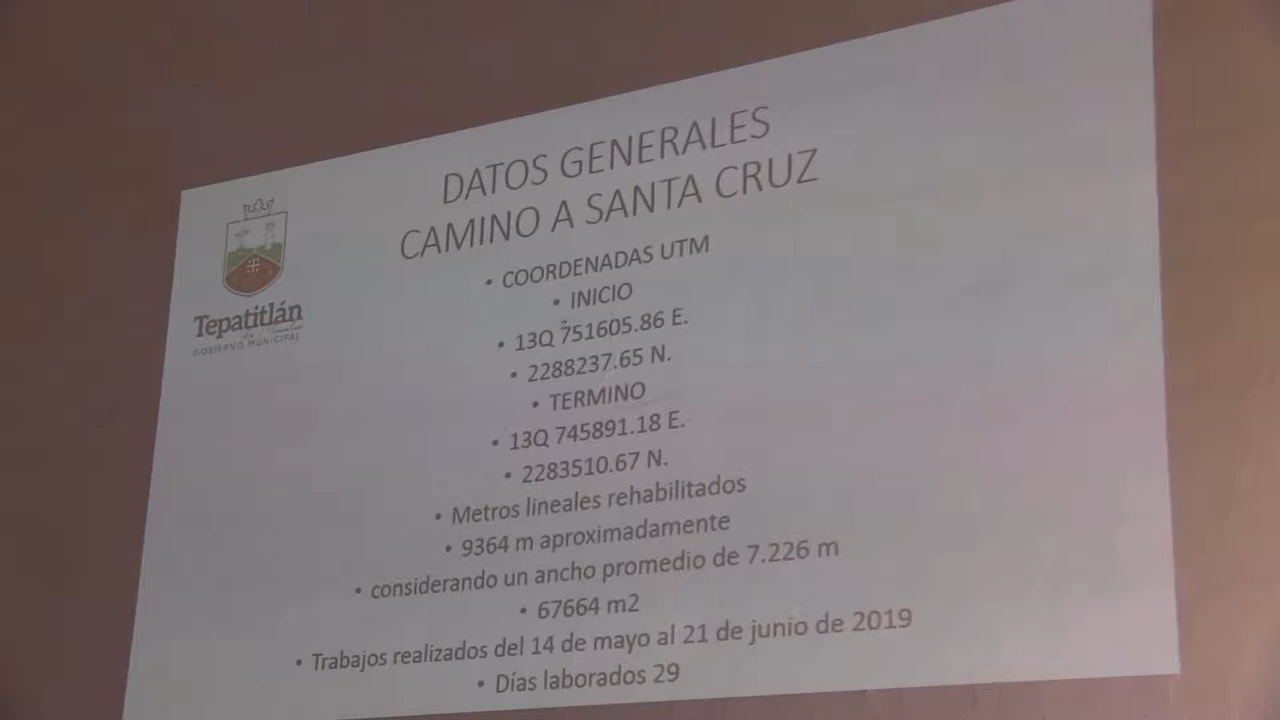 DATOS GENERALES
CAMINO A SANTA CRUZ
Tepatitlán
GOBIERNO MUNICIPAL
• COORDENADAS UTM
• INICIO
• 13Q 751605.86 E.
• 2288237.65 N.
• TERMINO
• 13Q 745891.18 E.
• 2283510.67 N.
• Metros lineales rehabilitados
• 9364 m aproximadamente
• considerando un ancho promedio de 7.226 m
• 67664 m2
• Trabajos realizados del 14 de mayo al 21 de junio de 2019
• Días laborados 29